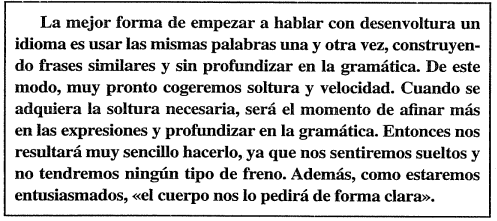 La mejor forma de empezar a hablar con desenvoltura un
idioma es usar las mismas palabras una y otra vez, construyen-
do frases similares y sin profundizar en la gramática. De este
modo, muy pronto cogeremos soltura y velocidad. Cuando se
adquiera la soltura necesaria, será el momento de afinar más
en las expresiones y profundizar en la gramática. Entonces nos
resultará muy sencillo hacerlo, ya que nos sentiremos sueltos y
no tendremos ningún tipo de freno. Además, como estaremos
entusiasmados, «el cuerpo nos lo pedirá de forma clara».